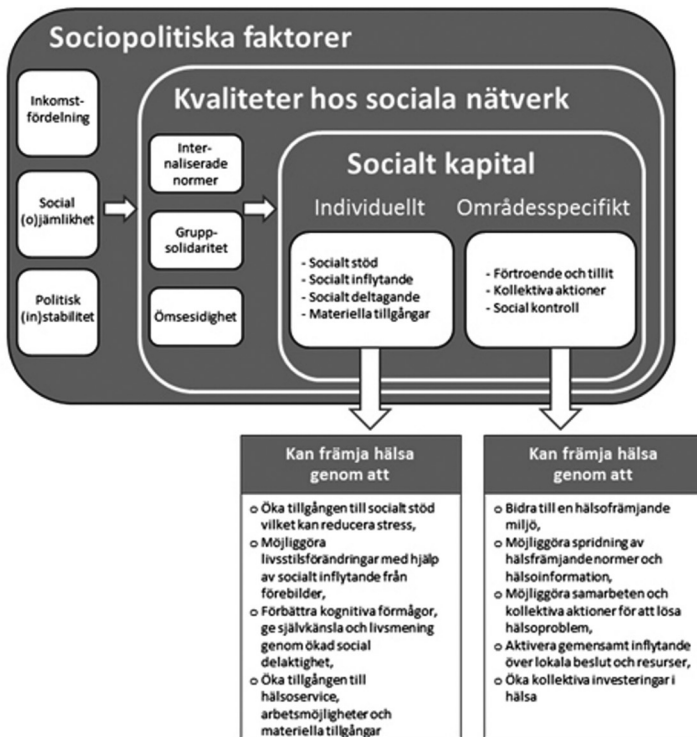 Sociopolitiska faktorer
Inkomst-
fördelning
Social
(o)jämlikhet
Politisk
(in)stabilitet
Kvaliteter hos sociala nätverk
Inter-
naliserade
normer
Grupp-
solidaritet
Ömsesidighet
Socialt kapital
Individuellt
- Socialt stöd
- Socialt inflytande
- Socialt deltagande
- Materiella tillgångar
Områdesspecifikt
- Förtroende och tillit
- Kollektiva aktioner
- Social kontroll
Kan främja hälsa
genom att
o Öka tillgången till socialt stöd
vilket kan reducera stress,
o Möjliggöra
livsstilsförändringar med hjälp
av socialt inflytande från
förebilder,
o Förbättra kognitiva förmågor,
ge självkänsla och livsmening
genom ökad social
delaktighet,
o Öka tillgången till
hälsoservice,
arbetsmöjligheter och
materiella tillgångar
Kan främja hälsa
genom att
o Bidra till en hälsofrämjande
miljö,
o Möjliggöra spridning av
hälsfrämjande normer och
hälsoinformation,
o Möjliggöra samarbeten och
kollektiva aktioner för att lösa
hälsoproblem,
o Aktivera gemensamt inflytande
över lokala beslut och resurser,
o Öka kollektiva investeringar i
hälsa